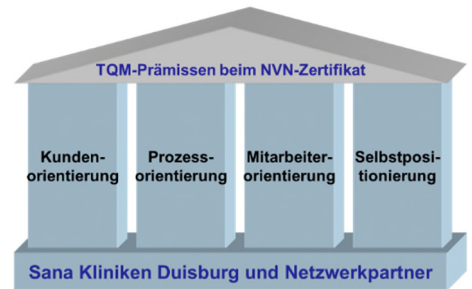 TQM-Prämissen beim NVN-Zertifikat
Kunden-
orientierung
Prozess-
orientierung
Mitarbeiter-
orientierung
Selbstposi-
tionierung
Sana Kliniken Duisburg und Netzwerkpartner